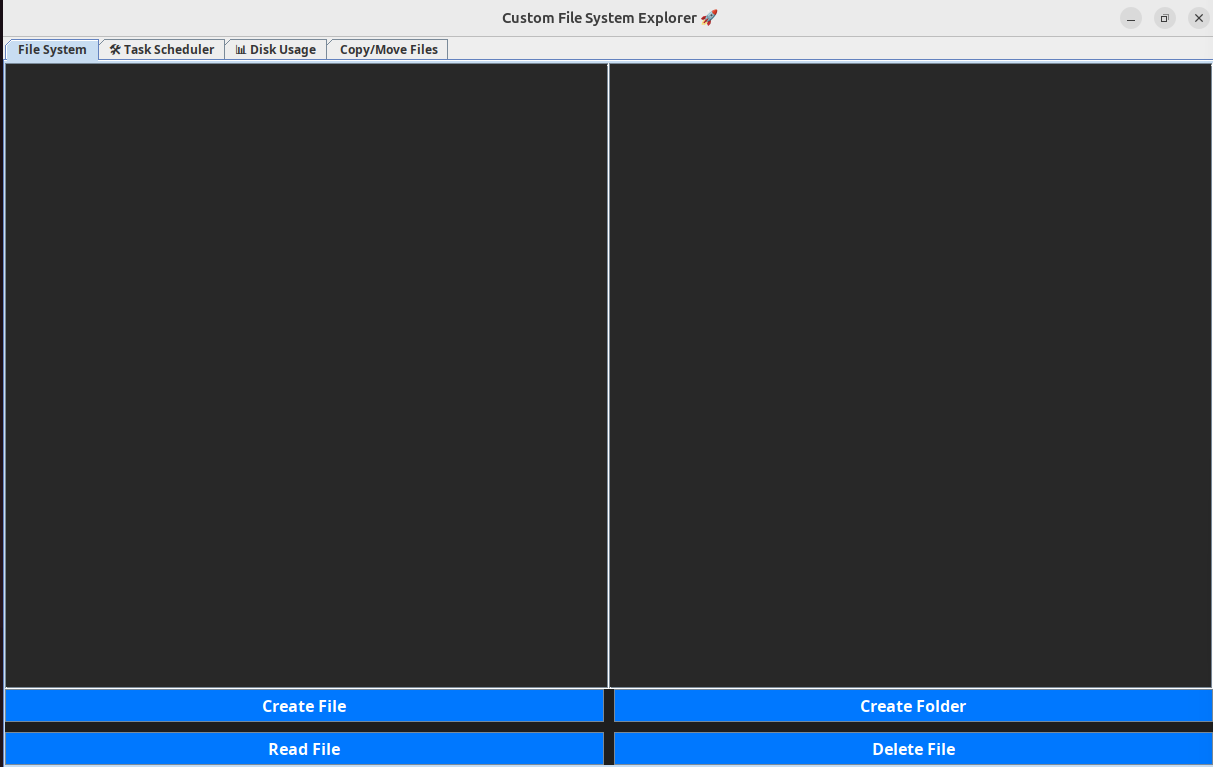 Custom File System Explorer 🚀
File System 🛠 Task Scheduler 📊 Disk Usage Copy/Move Files
Create File Create Folder
Read File Delete File